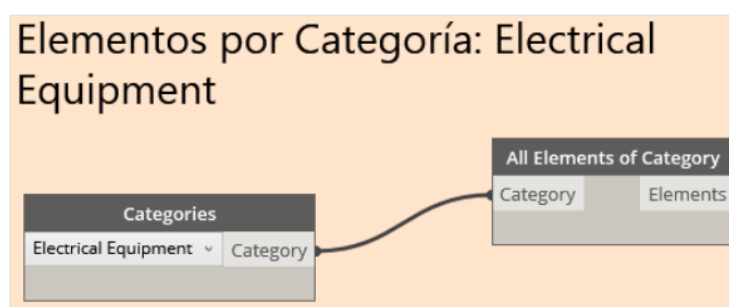 Elementos por Categoría: Electrical
Equipment
All Elements of Category
Category Elements
Categories
Electrical Equipment Category